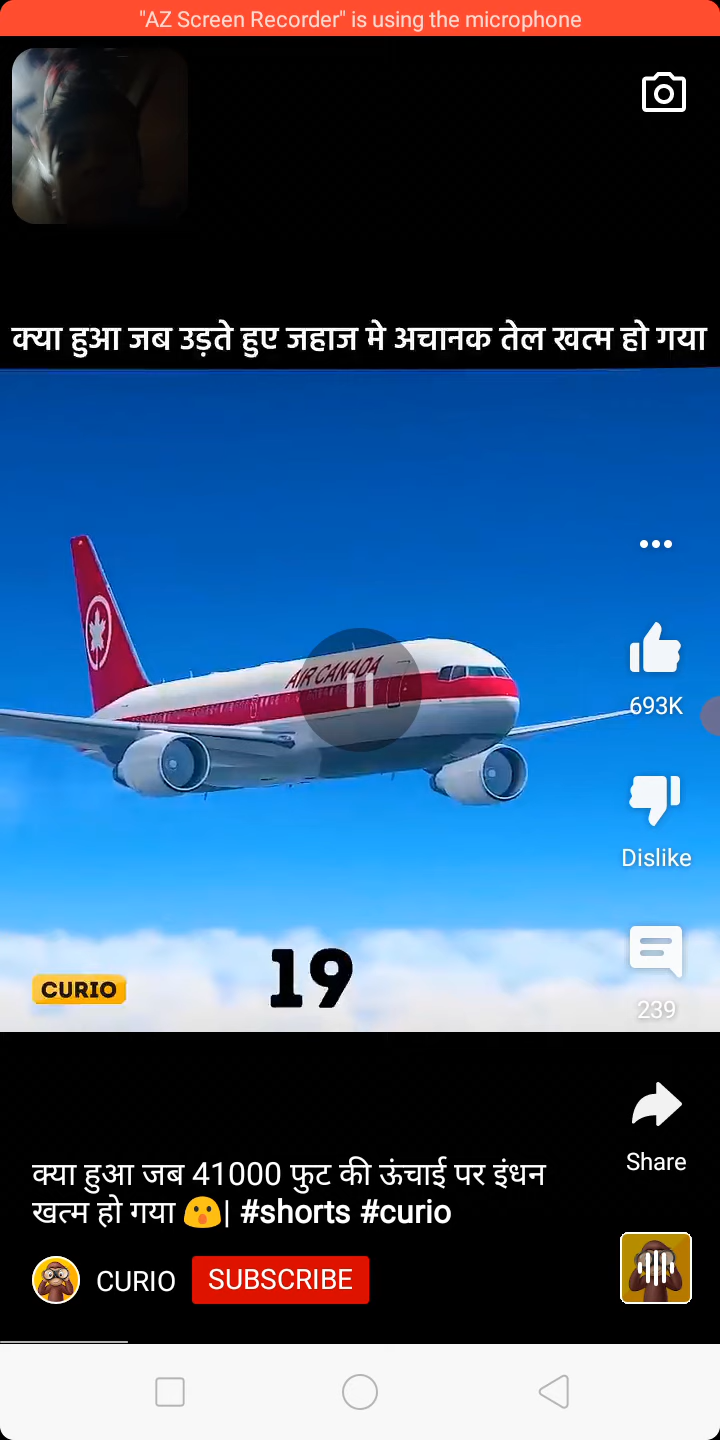 "AZ Screen Recorder" is using the microphone
क्या हुआ जब उड़ते हुए जहाज मे अचानक तेल खत्म हो गया
AIR CANADA
693K
Dislike
CURIO
19
239
Share
क्या हुआ जब 41000 फुट की ऊंचाई पर इंधन
खत्म हो गया 😮| #shorts #curio
CURIO
SUBSCRIBE